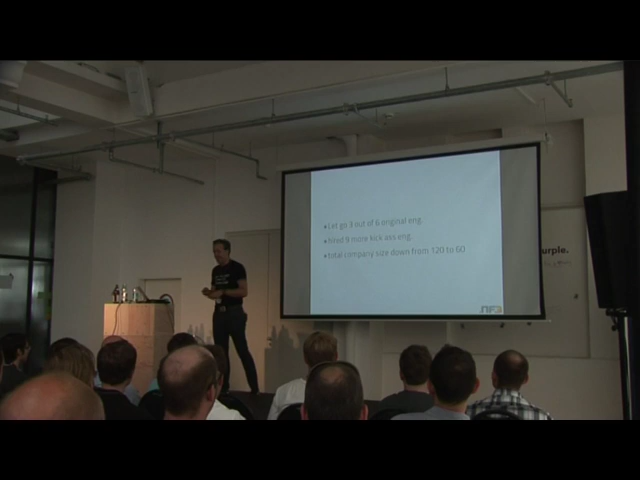 • Let go 3 out of 6 original eng.
• hired 9 more kick ass eng.
• total company size down from 120 to 60
urple.